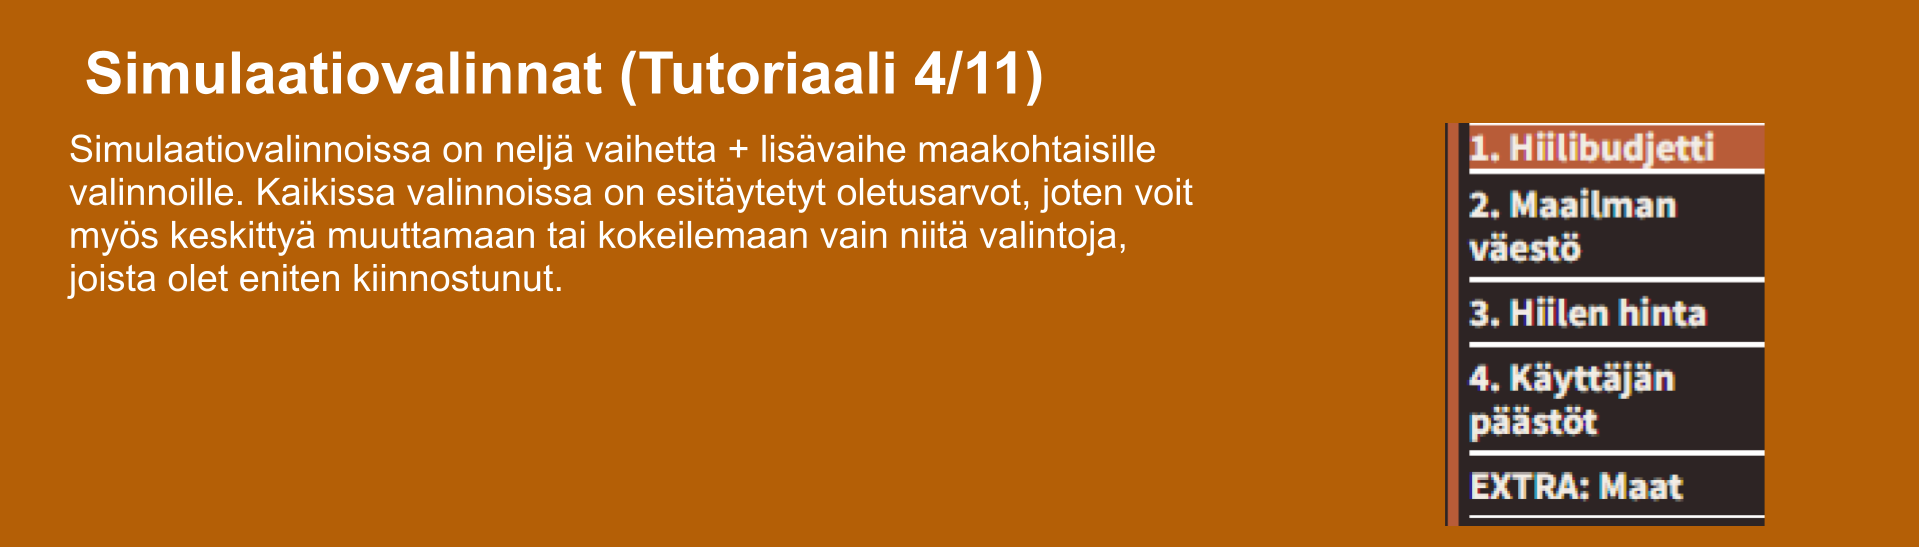 Simulaatiovalinnat (Tutoriaali 4/11)
Simulaatiovalinnoissa on neljä vaihetta + lisävaihe maakohtaisille
valinnoille. Kaikissa valinnoissa on esitäytetyt oletusarvot, joten voit
myös keskittyä muuttamaan tai kokeilemaan vain niitä valintoja,
joista olet eniten kiinnostunut.
1. Hiilibudjetti
2. Maailman
väestö
3. Hiilen hinta
4. Käyttäjän
päästöt
EXTRA: Maat